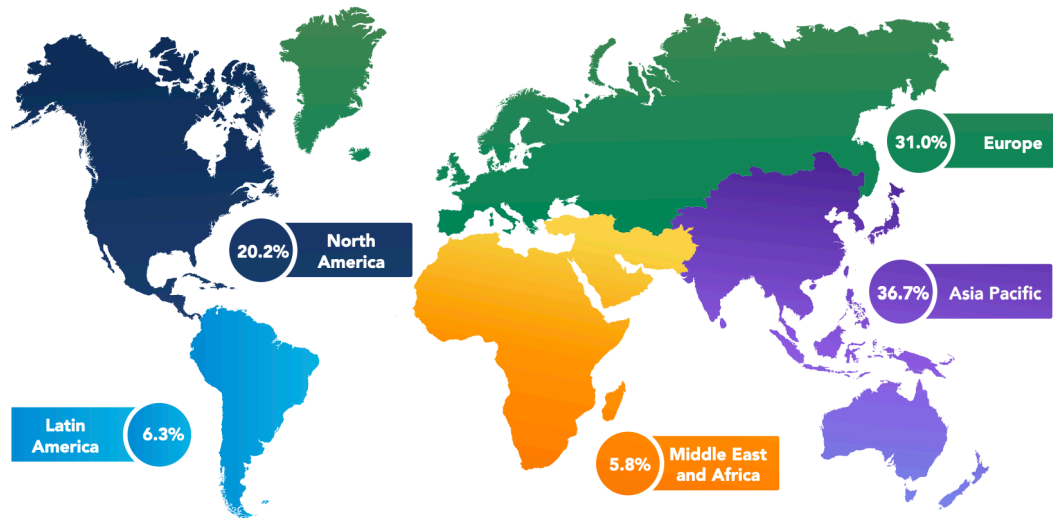 31.0% Europe
20.2% North
America
36.7% Asia Pacific
Latin
America 6.3%
5.8% Middle East
and Africa